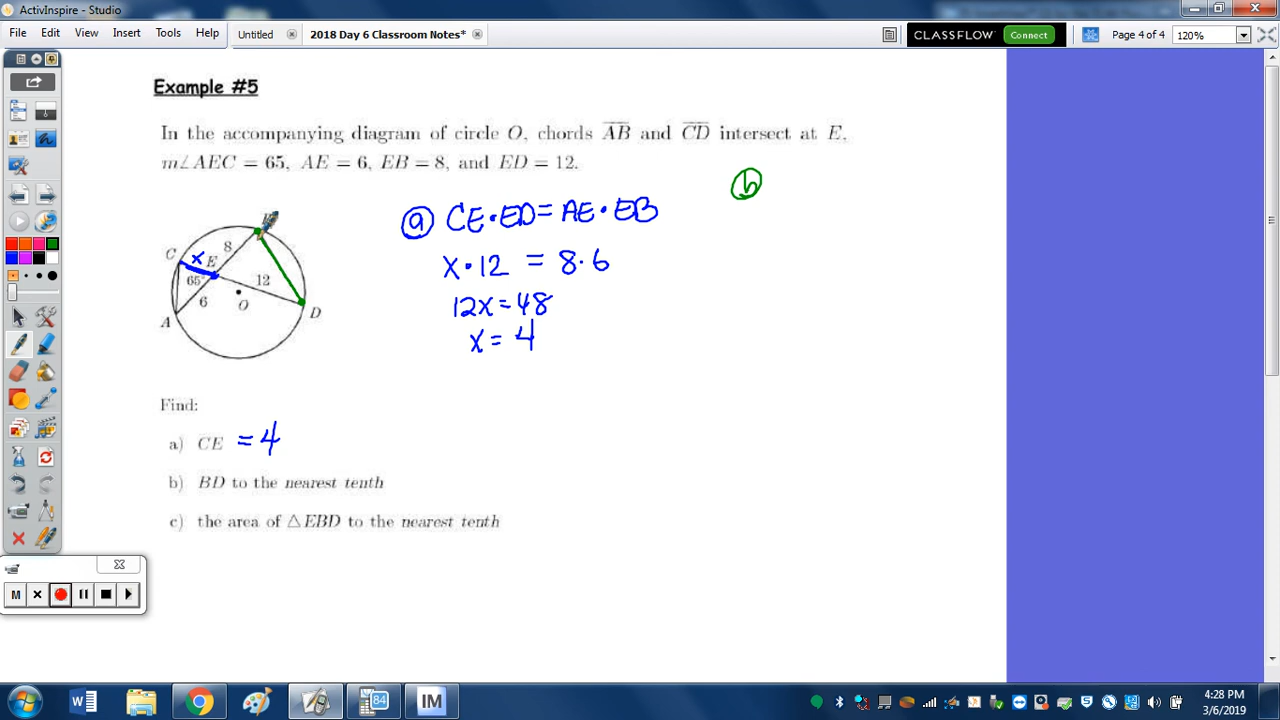 ActivInspire - Studio
File Edit View Insert Tools Help Untitled 2018 Day 6 Classroom Notes* CLASSFLOW Connect Page 4 of 4 120%
Example #5
In the accompanying diagram of circle O, chords A̅B̅ and C̅D̅ intersect at E,
m∠AEC = 65, AE = 6, EB = 8, and ED = 12.
b
a CE·ED=AE·EB
x·12 = 8·6
12x=48
x= 4
C x E 8
65° 12
6 O
A D
Find:
a) CE =4
b) BD to the nearest tenth
c) the area of △EBD to the nearest tenth
M
84 IM
4:28 PM
3/6/2019